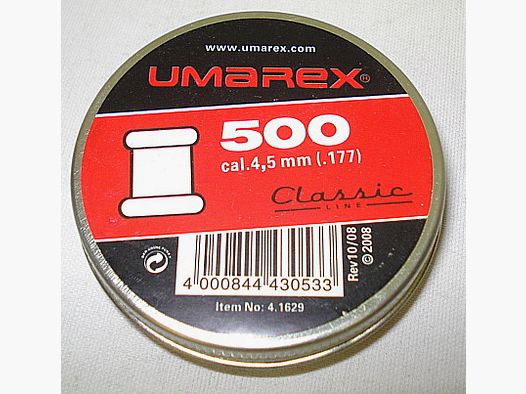 www.umarex.com
UMAREX®
500
cal.4,5 mm (.177)
Classic
LINE
4 000844 430533
Rev10/08
© 2008
Item No: 4.1629